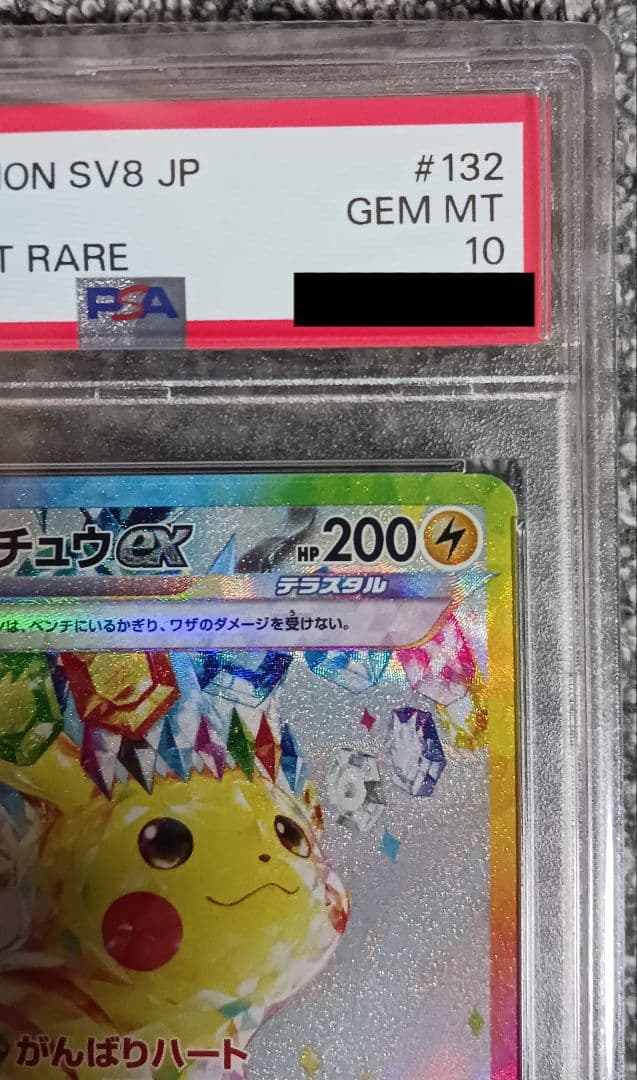 ION SV8 JP #132
GEM MT
T RARE 10
PSA
チュウex HP 200
テラスタル
は、ベンチにいるかぎり、ワザのダメージを受けない。
がんばりハート